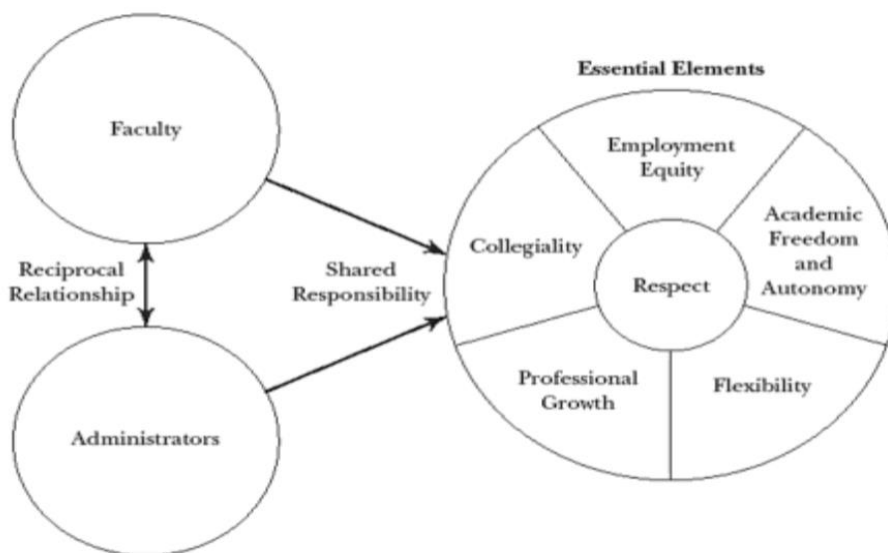 Essential Elements
Faculty
Employment
Equity
Collegiality
Academic
Freedom
and
Autonomy
Respect
Reciprocal
Relationship
Shared
Responsibility
Professional
Growth
Flexibility
Administrators